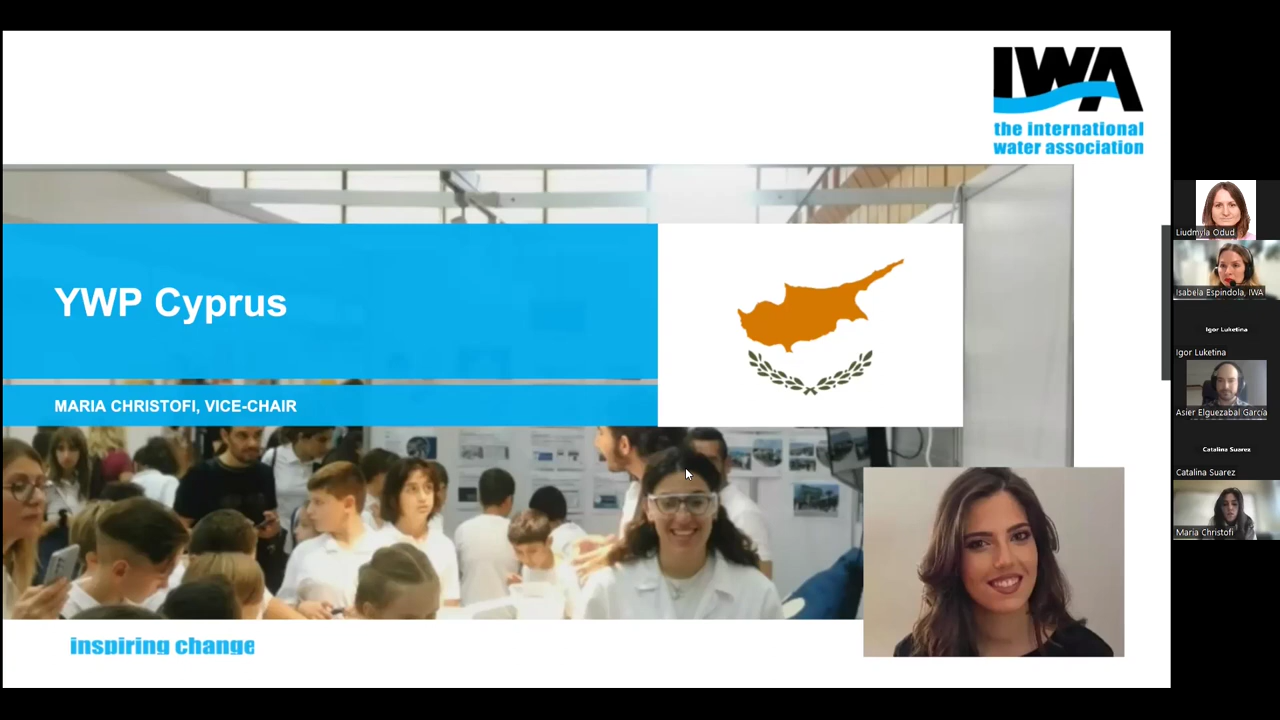 IWA
the international
water association
YWP Cyprus
MARIA CHRISTOFI, VICE-CHAIR
inspiring change
Liudmyla Odud
Isabela Espindola, IWA
Igor Luketina
Igor Luketina
Asier Elguezabal Garcia
Catalina Suarez
Catalina Suarez
Maria Christofi